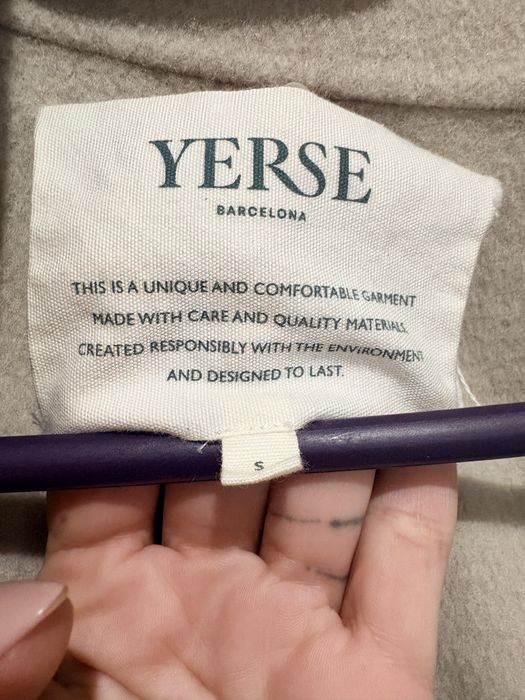 YERSE
BARCELONA
THIS IS A UNIQUE AND COMFORTABLE GARMENT
MADE WITH CARE AND QUALITY MATERIALS,
CREATED RESPONSIBLY WITH THE ENVIRONMENT
AND DESIGNED TO LAST.
S